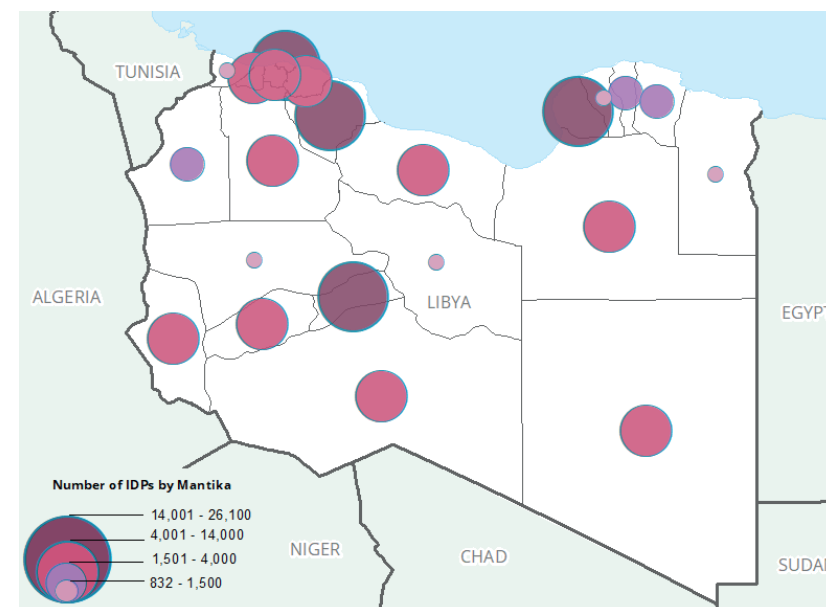 TUNISIA
ALGERIA
LIBYA
EGYPT
Number of IDPs by Mantika
14,001 - 26,100
4,001 - 14,000
1,501 - 4,000
832 - 1,500
NIGER
CHAD
SUDA